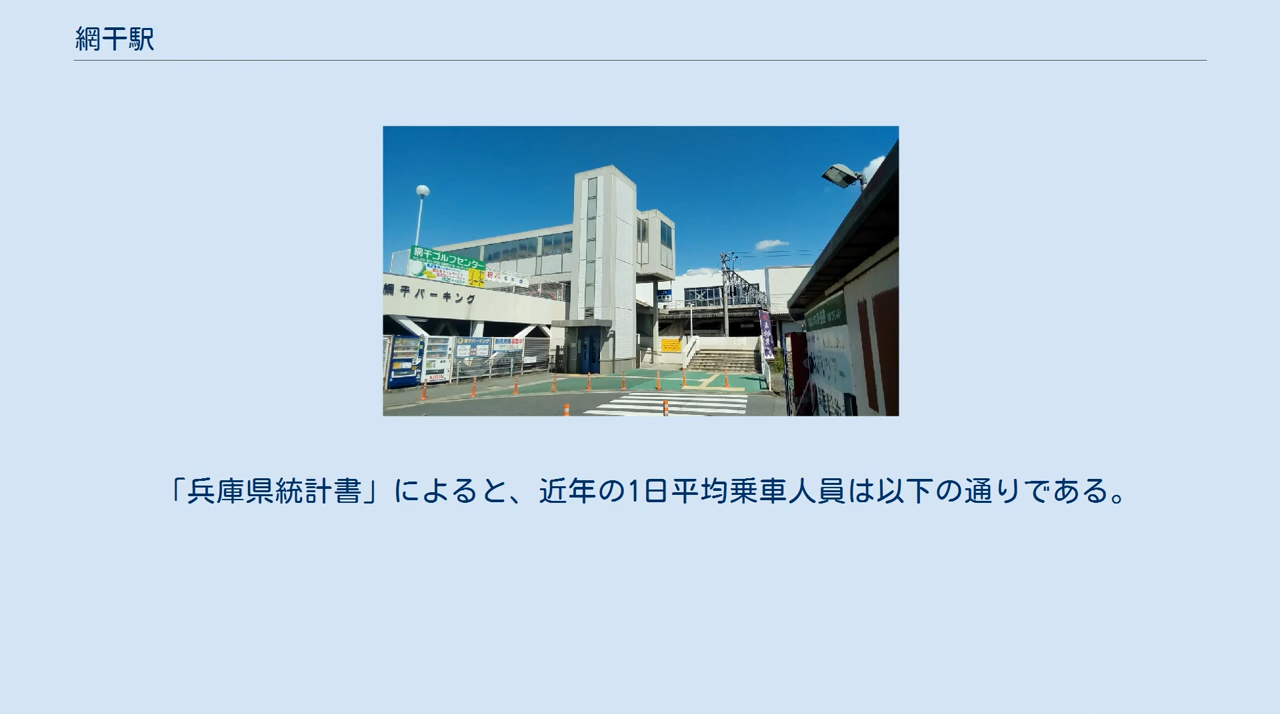 網干駅
網干ゴルフセンター
網干パーキング
「兵庫県統計書」によると、近年の1日平均乗車人員は以下の通りである。